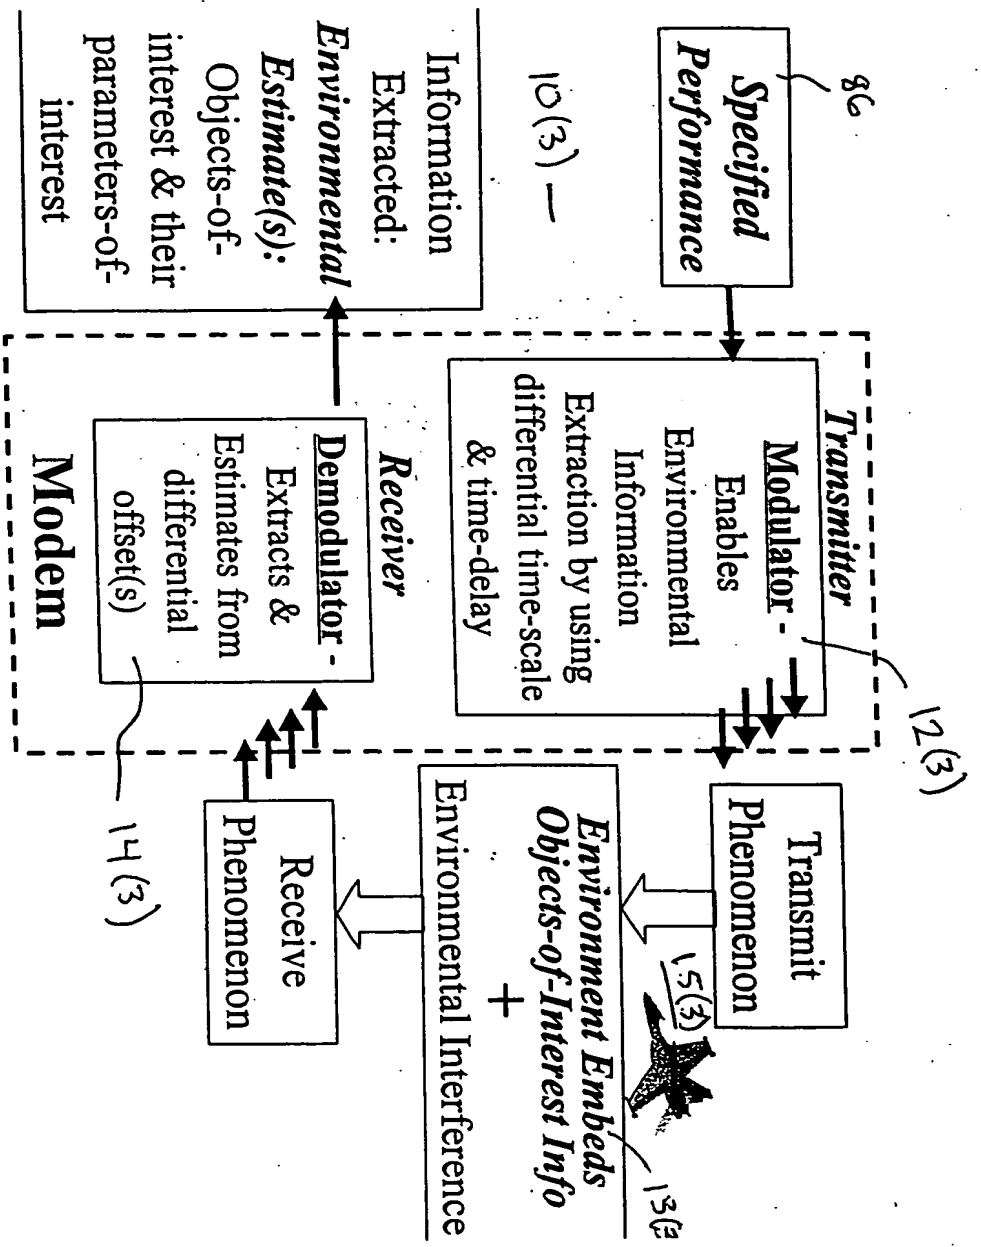 86
Specified
Performance
10(3)
Information
Extracted:
Environmental
Estimate(s):
Objects-of-
interest & their
parameters-of-
interest
Transmitter
Modulator -
Enables
Environmental
Information
Extraction by using
differential time-scale
& time-delay
12(3)
Receiver
Demodulator -
Extracts &
Estimates from
differential
offset(s)
Modem
14(3)
Transmit
Phenomenon
15(3)
Environment Embeds
Objects-of-Interest Info
+
Environmental Interference
13(3
Receive
Phenomenon